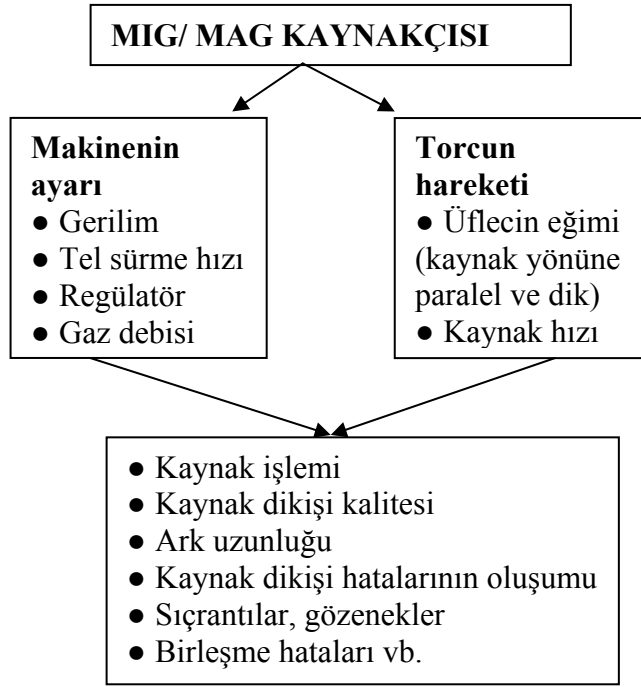 MIG/ MAG KAYNAKÇISI
Makinenin
ayarı
● Gerilim
● Tel sürme hızı
● Regülatör
● Gaz debisi
Torcun
hareketi
● Üflecin eğimi
(kaynak yönüne
paralel ve dik)
● Kaynak hızı
● Kaynak işlemi
● Kaynak dikişi kalitesi
● Ark uzunluğu
● Kaynak dikişi hatalarının oluşumu
● Sıçrantılar, gözenekler
● Birleşme hataları vb.